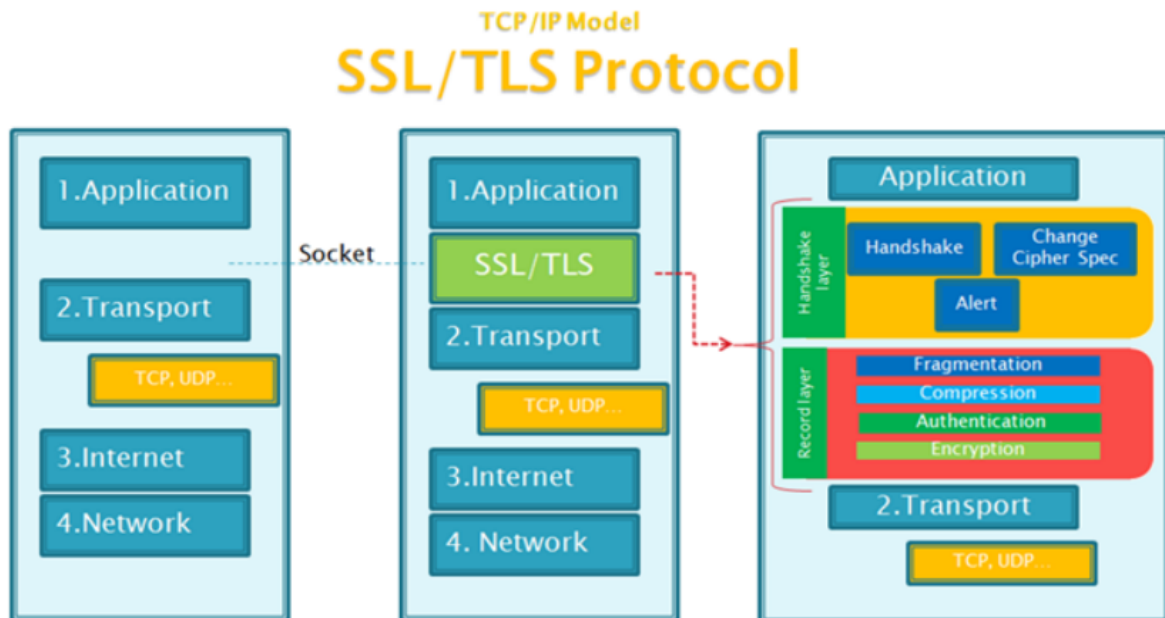 TCP/IP Model
SSL/TLS Protocol
1.Application
Socket
2.Transport
TCP, UDP...
3.Internet
4.Network
1.Application
SSL/TLS
2.Transport
TCP, UDP...
3.Internet
4. Network
Application
Handshake
layer
Handshake
Change
Cipher Spec
Alert
Record layer
Fragmentation
Compression
Authentication
Encryption
2.Transport
TCP, UDP...